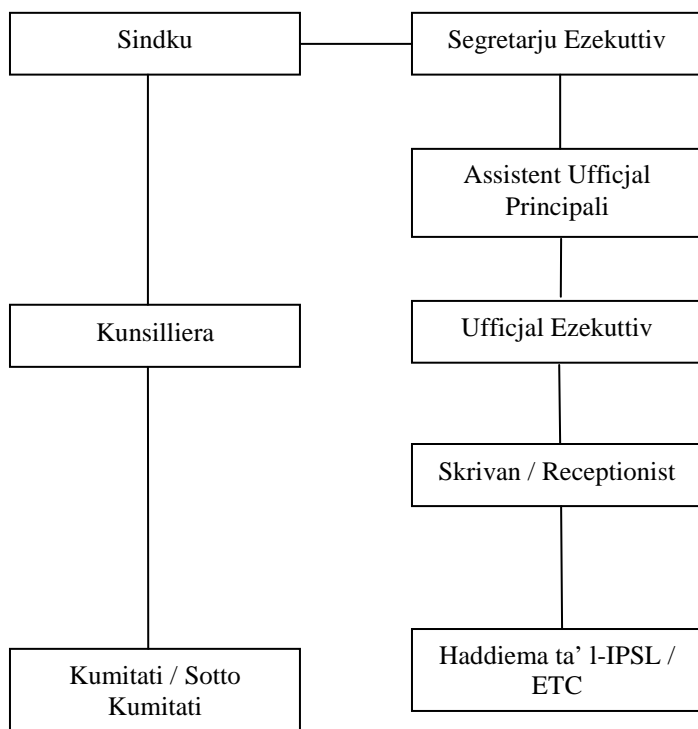 Sindku
Segretarju Ezekuttiv
Assistent Ufficjal
Principali
Kunsilliera
Ufficjal Ezekuttiv
Skrivan / Receptionist
Kumitati / Sotto
Kumitati
Haddiema ta’ l-IPSL /
ETC